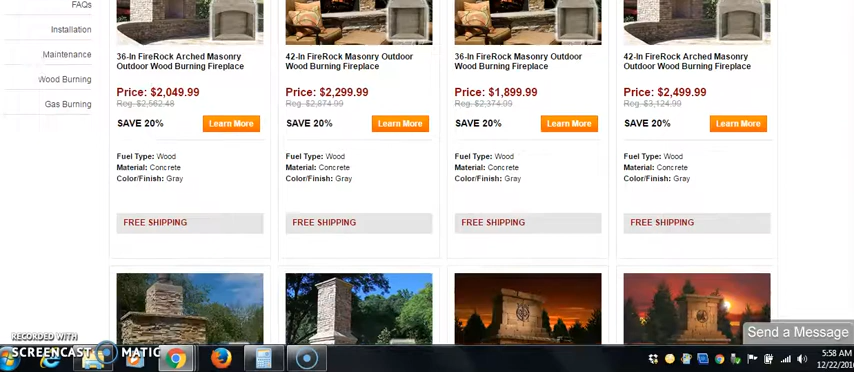 FAQs
Installation
Maintenance
Wood Burning
Gas Burning
36-In FireRock Arched Masonry
Outdoor Wood Burning Fireplace
Price: $2,049.99
Reg. $2,562.48
SAVE 20%
Learn More
Fuel Type: Wood
Material: Concrete
Color/Finish: Gray
FREE SHIPPING
42-In FireRock Masonry Outdoor
Wood Burning Fireplace
Price: $2,299.99
Reg. $2,874.99
SAVE 20%
Learn More
Fuel Type: Wood
Material: Concrete
Color/Finish: Gray
FREE SHIPPING
36-In FireRock Masonry Outdoor
Wood Burning Fireplace
Price: $1,899.99
Reg. $2,374.99
SAVE 20%
Learn More
Fuel Type: Wood
Material: Concrete
Color/Finish: Gray
FREE SHIPPING
42-In FireRock Arched Masonry
Outdoor Wood Burning Fireplace
Price: $2,499.99
Reg. $3,124.99
SAVE 20%
Learn More
Fuel Type: Wood
Material: Concrete
Color/Finish: Gray
FREE SHIPPING
Send a Message
RECORDED WITH
SCREENCAST MATIC
5:58 AM